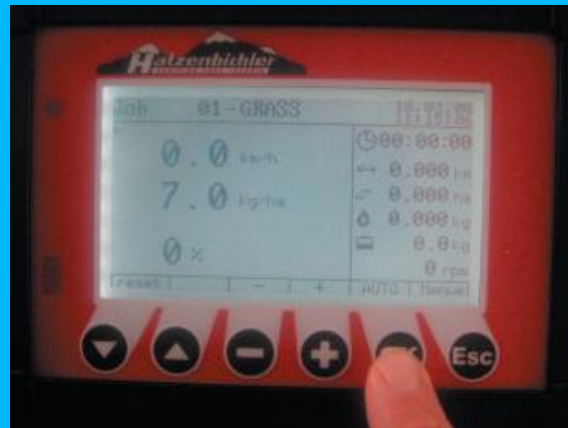 Hatzenbichler
Job 01-GRASS
0.0 km/h
7.0 kg/ha
0 %
00:00:00
0.000 km
0.000 ha
0.000 kg
0.0 kg
0 rpm
reset - + AUTO Manuel
Esc